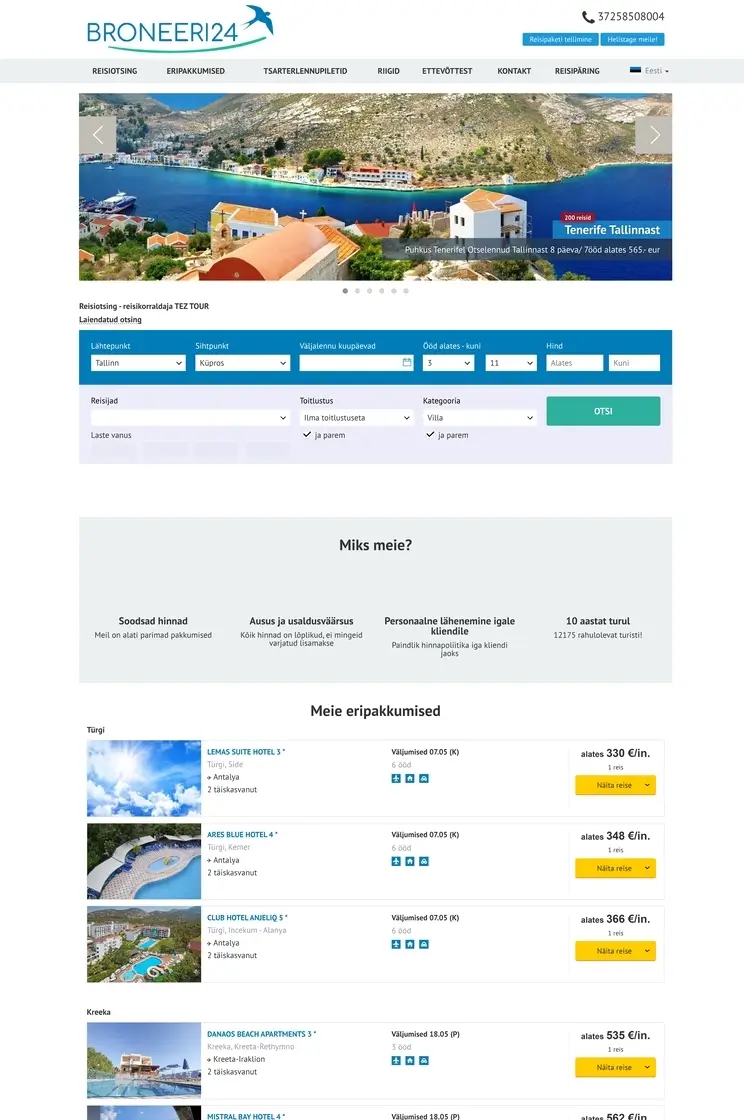 BRONEERI24
37258508004
Reisipaketi tellimine
Helistage meile!
REISIOTSING
ERIPAKKUMISED
TSARTERLENNUPILETID
RIIGID
ETTEVÕTTEST
KONTAKT
REISIPÄRING
Eesti
200 reisid
Tenerife Tallinnast
Puhkus Tenerifel Otselennud Tallinnast 8 päeva/ 7ööd alates 565.- eur
Reisiotsing - reisikorraldaja TEZ TOUR
Laiendatud otsing
Lähtepunkt
Sihtpunkt
Väljalennu kuupäevad
Ööd alates - kuni
Hind
Tallinn
Küpros
3
11
Alates
Kuni
Reisijad
Toitlustus
Kategooria
Ilma toitlustuseta
Villa
OTSI
ja parem
ja parem
Laste vanus
Miks meie?
Soodsad hinnad
Meil on alati parimad pakkumised
Ausus ja usaldusväärsus
Kõik hinnad on lõplikud, ei mingeid
varjatud lisamakse
Personaalne lähenemine igale
kliendile
Paindlik hinnapoliitika iga kliendi
jaoks
10 aastat turul
12175 rahulolevat turisti!
Meie eripakkumised
Türgi
LEMAS SUITE HOTEL 3 *
Türgi, Side
Antalya
2 täiskasvanut
Väljumised 07.05 (K)
6 ööd
alates 330 €/in.
1 reis
Näita reise
ARES BLUE HOTEL 4 *
Türgi, Kemer
Antalya
2 täiskasvanut
Väljumised 07.05 (K)
6 ööd
alates 348 €/in.
1 reis
Näita reise
CLUB HOTEL ANJELIQ 5 *
Türgi, Incekum - Alanya
Antalya
2 täiskasvanut
Väljumised 07.05 (K)
6 ööd
alates 366 €/in.
1 reis
Näita reise
Kreeka
DANAOS BEACH APARTMENTS 3 *
Kreeka, Kreeta-Rethymno
Kreeta-Iraklion
2 täiskasvanut
Väljumised 18.05 (P)
3 ööd
alates 535 €/in.
1 reis
Näita reise
MISTRAL BAY HOTEL 4 *
Väljumised 18.05 (P)
alates 562 €/in.